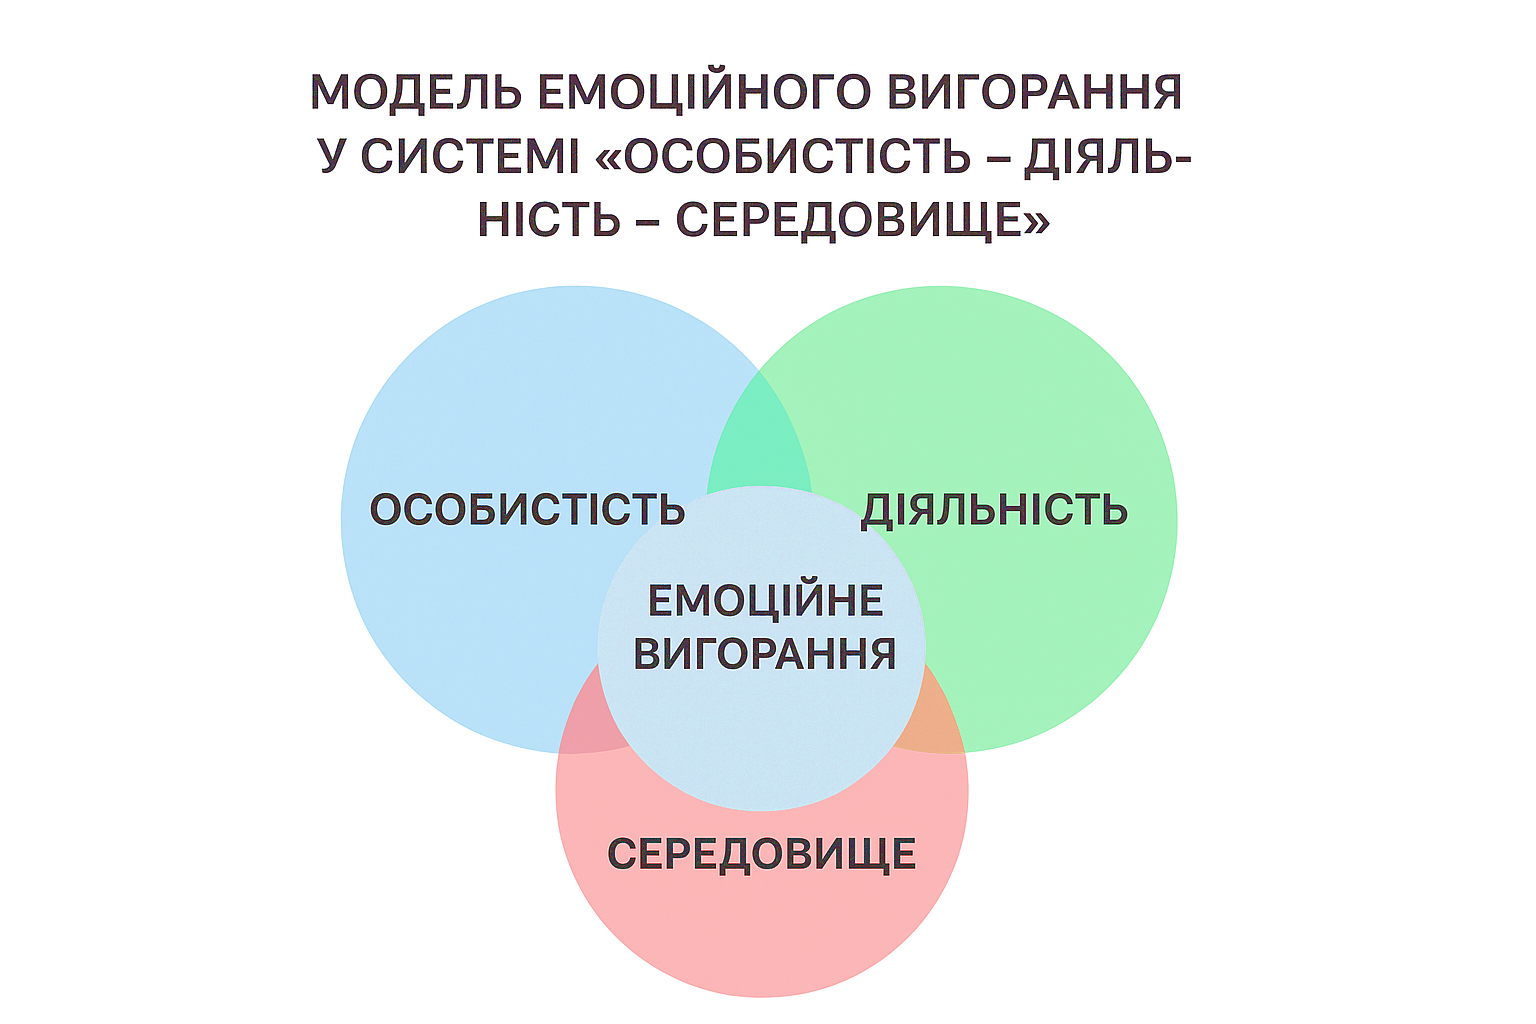 МОДЕЛЬ ЕМОЦІЙНОГО ВИГОРАННЯ
У СИСТЕМІ «ОСОБИСТІСТЬ – ДІЯЛЬ-
НІСТЬ – СЕРЕДОВИЩЕ»
ОСОБИСТІСТЬ
ДІЯЛЬНІСТЬ
ЕМОЦІЙНЕ
ВИГОРАННЯ
СЕРЕДОВИЩЕ